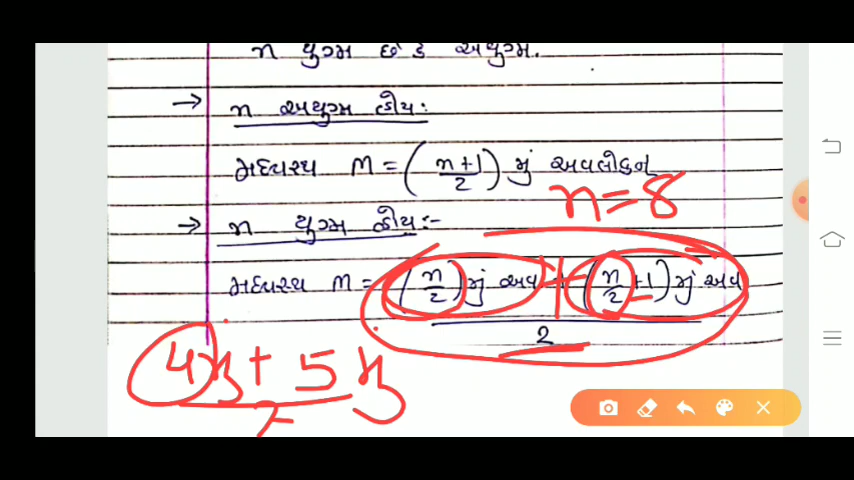 n યુગ્મ છે કે અયુગ્મ.
→ n અયુગ્મ હોય:
મધ્યસ્થ M = (n+1/2) મું અવલોકન
n=8
→ n યુગ્મ હોય:-
મધ્યસ્થ M = (n/2) મું અવ + (n/2 +1) મું અવ
2
4મું + 5મું
2